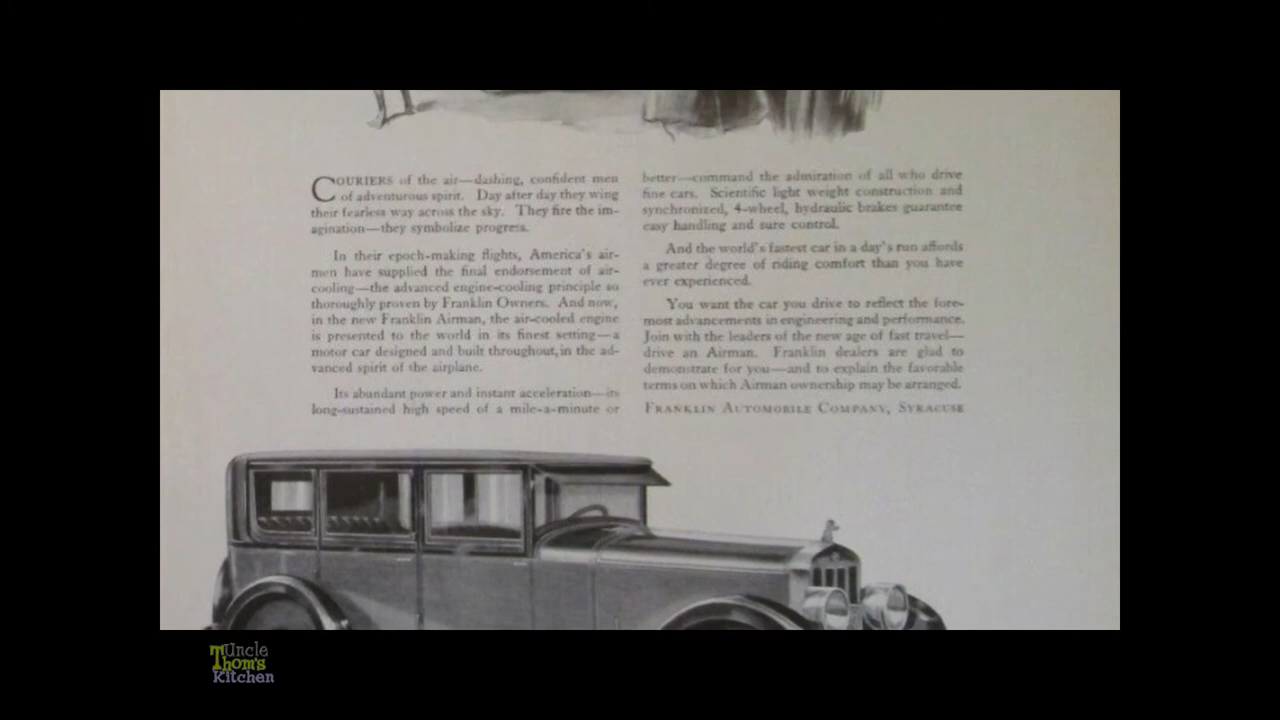 COURIERS of the air—dashing, confident men
of adventurous spirit. Day after day they wing
their fearless way across the sky. They fire the im-
agination—they symbolize progress.
In their epoch-making flights, America's air-
men have supplied the final endorsement of air-
cooling—the advanced engine-cooling principle so
thoroughly proven by Franklin Owners. And now,
in the new Franklin Airman, the air-cooled engine
is presented to the world in its finest setting—a
motor car designed and built throughout, in the ad-
vanced spirit of the airplane.
Its abundant power and instant acceleration—its
long-sustained high speed of a mile-a-minute or
better—command the admiration of all who drive
fine cars. Scientific light weight construction and
synchronized, 4-wheel, hydraulic brakes guarantee
easy handling and sure control.
And the world's fastest car in a day's run affords
a greater degree of riding comfort than you have
ever experienced.
You want the car you drive to reflect the fore-
most advancements in engineering and performance.
Join with the leaders of the new age of fast travel—
drive an Airman. Franklin dealers are glad to
demonstrate for you—and to explain the favorable
terms on which Airman ownership may be arranged.
FRANKLIN AUTOMOBILE COMPANY, SYRACUSE
Uncle
Thom's
Kitchen